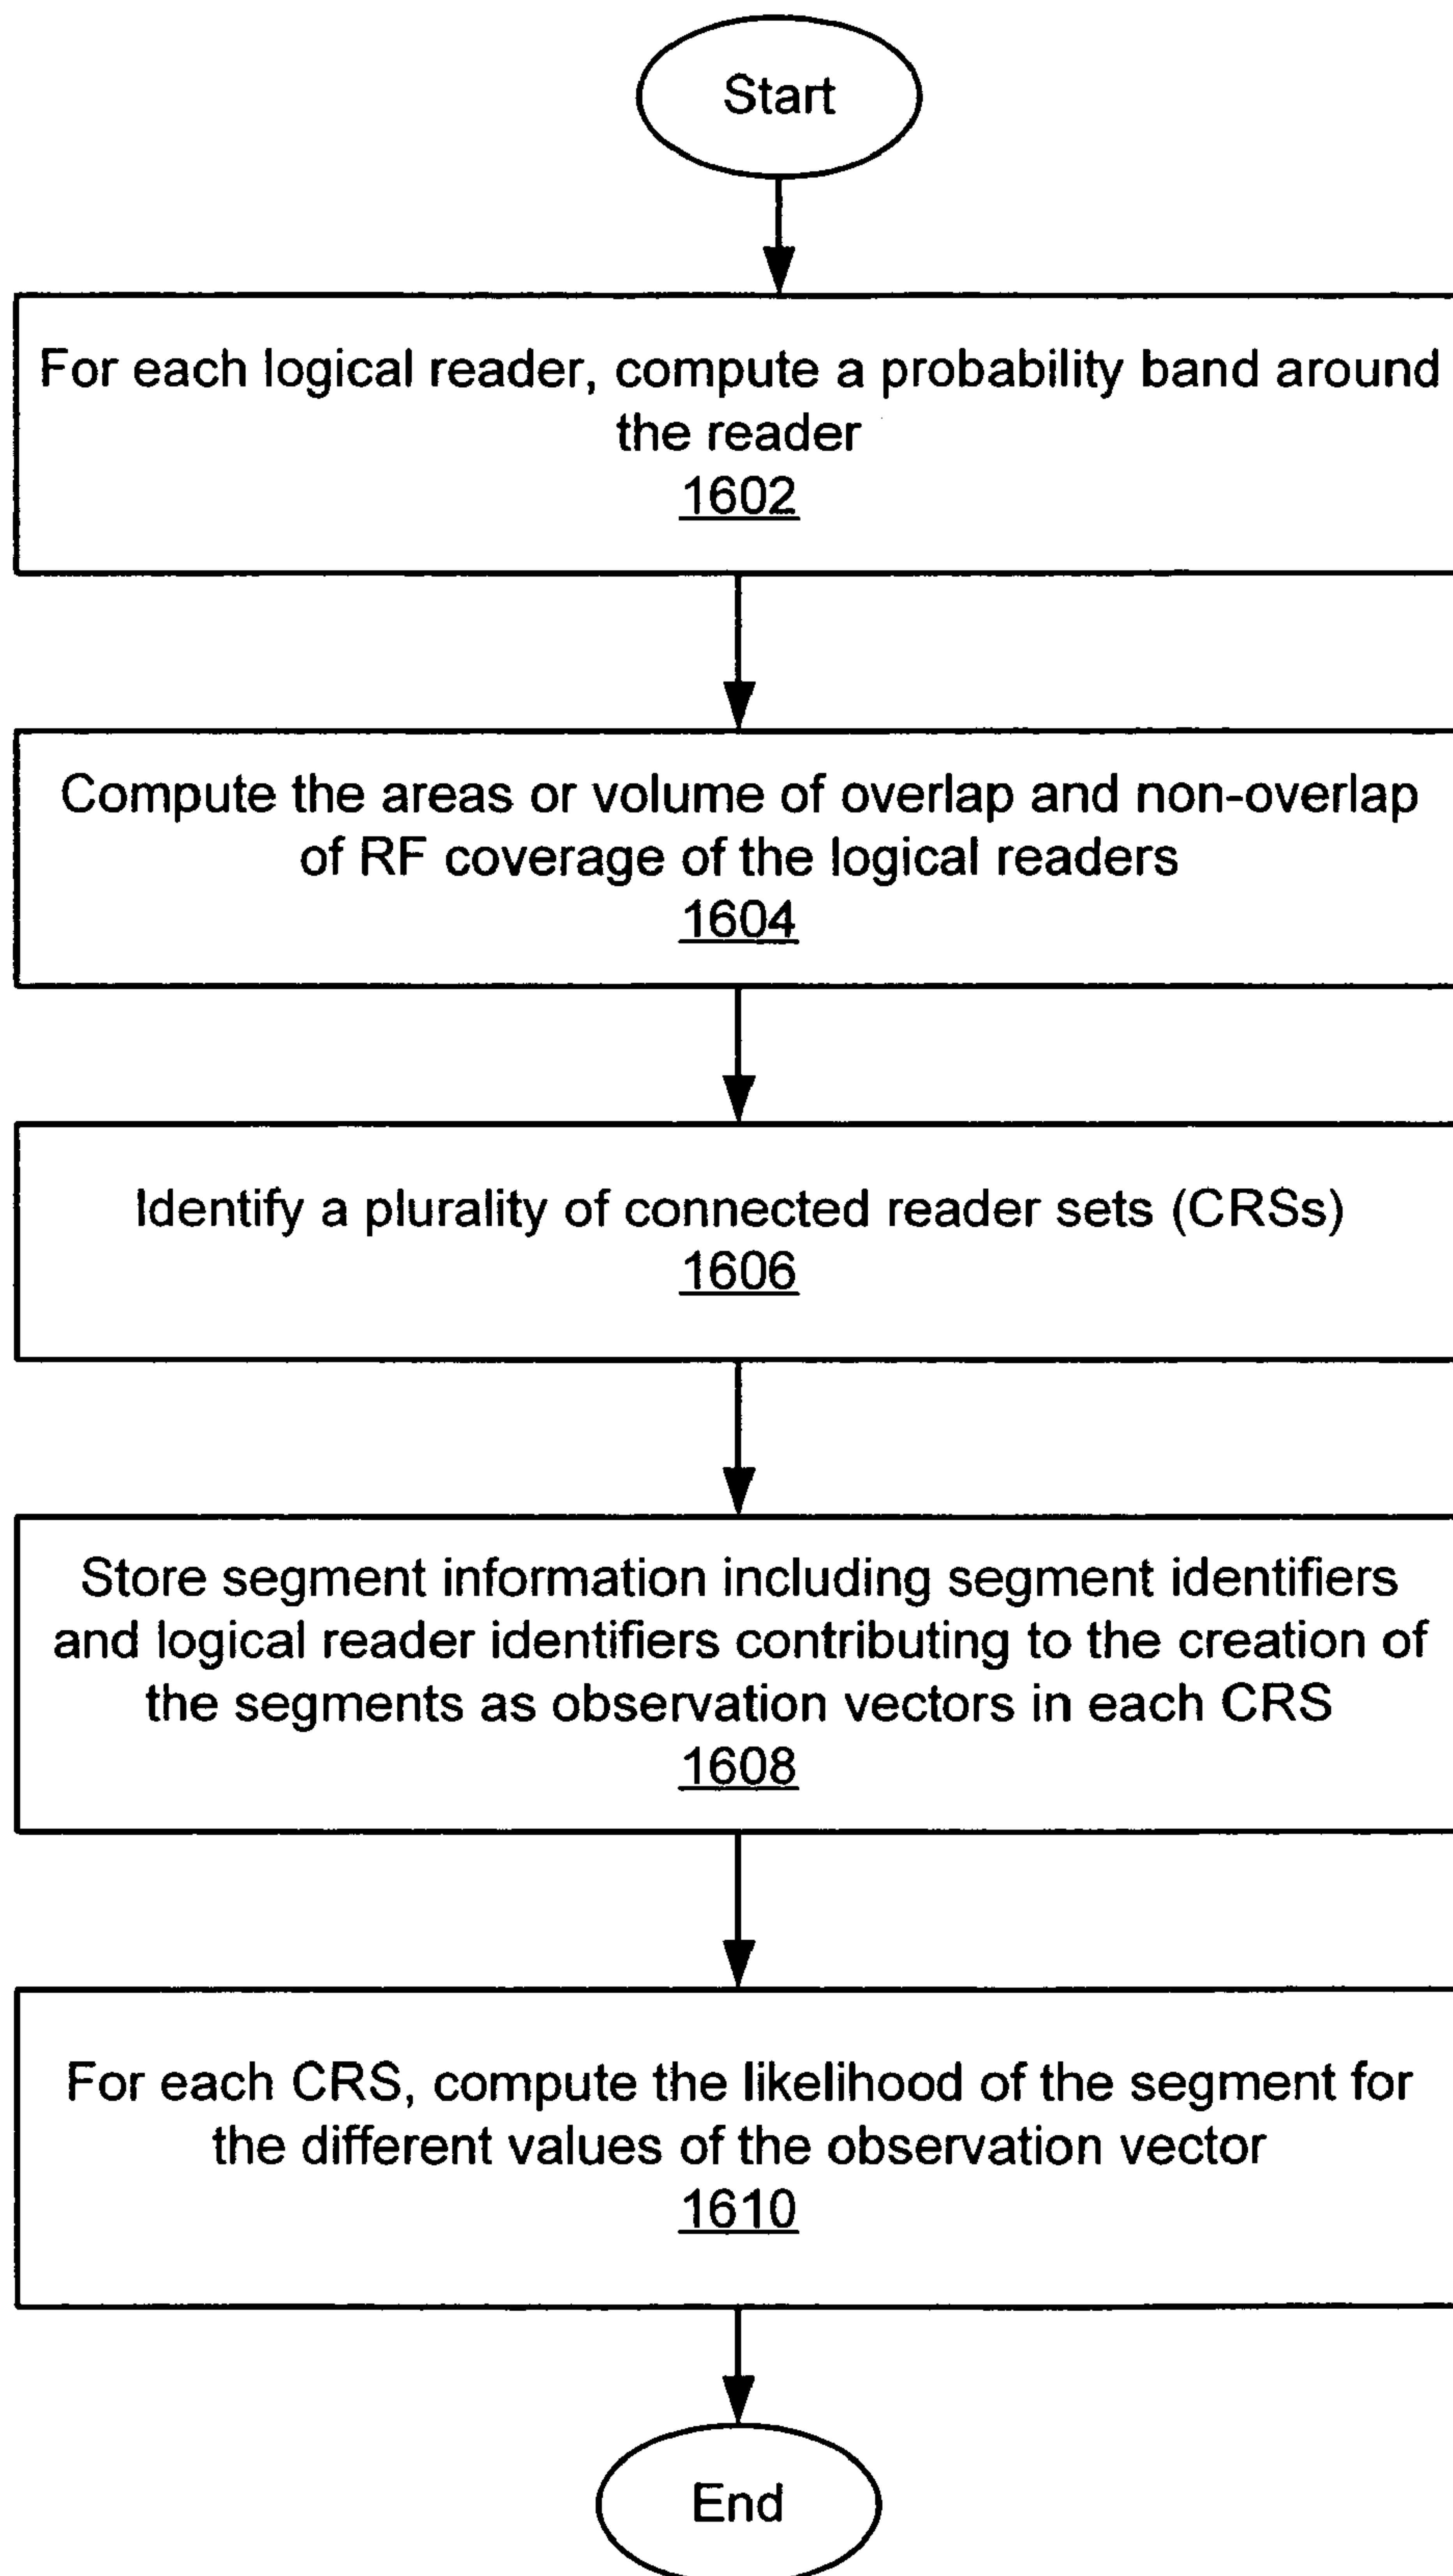 Start
For each logical reader, compute a probability band around
the reader
1602
Compute the areas or volume of overlap and non-overlap
of RF coverage of the logical readers
1604
Identify a plurality of connected reader sets (CRSs)
1606
Store segment information including segment identifiers
and logical reader identifiers contributing to the creation of
the segments as observation vectors in each CRS
1608
For each CRS, compute the likelihood of the segment for
the different values of the observation vector
1610
End